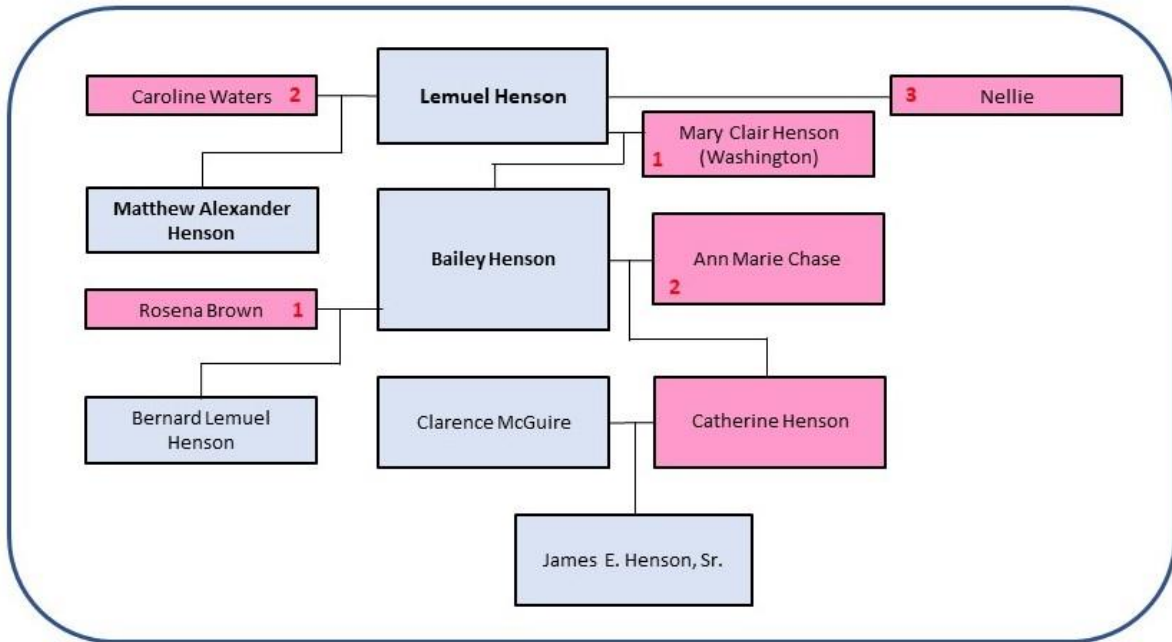 Caroline Waters 2
Lemuel Henson
3 Nellie
Mary Clair Henson
(Washington)
1
Matthew Alexander
Henson
Bailey Henson
Ann Marie Chase
2
Rosena Brown 1
Bernard Lemuel
Henson
Clarence McGuire
Catherine Henson
James E. Henson, Sr.